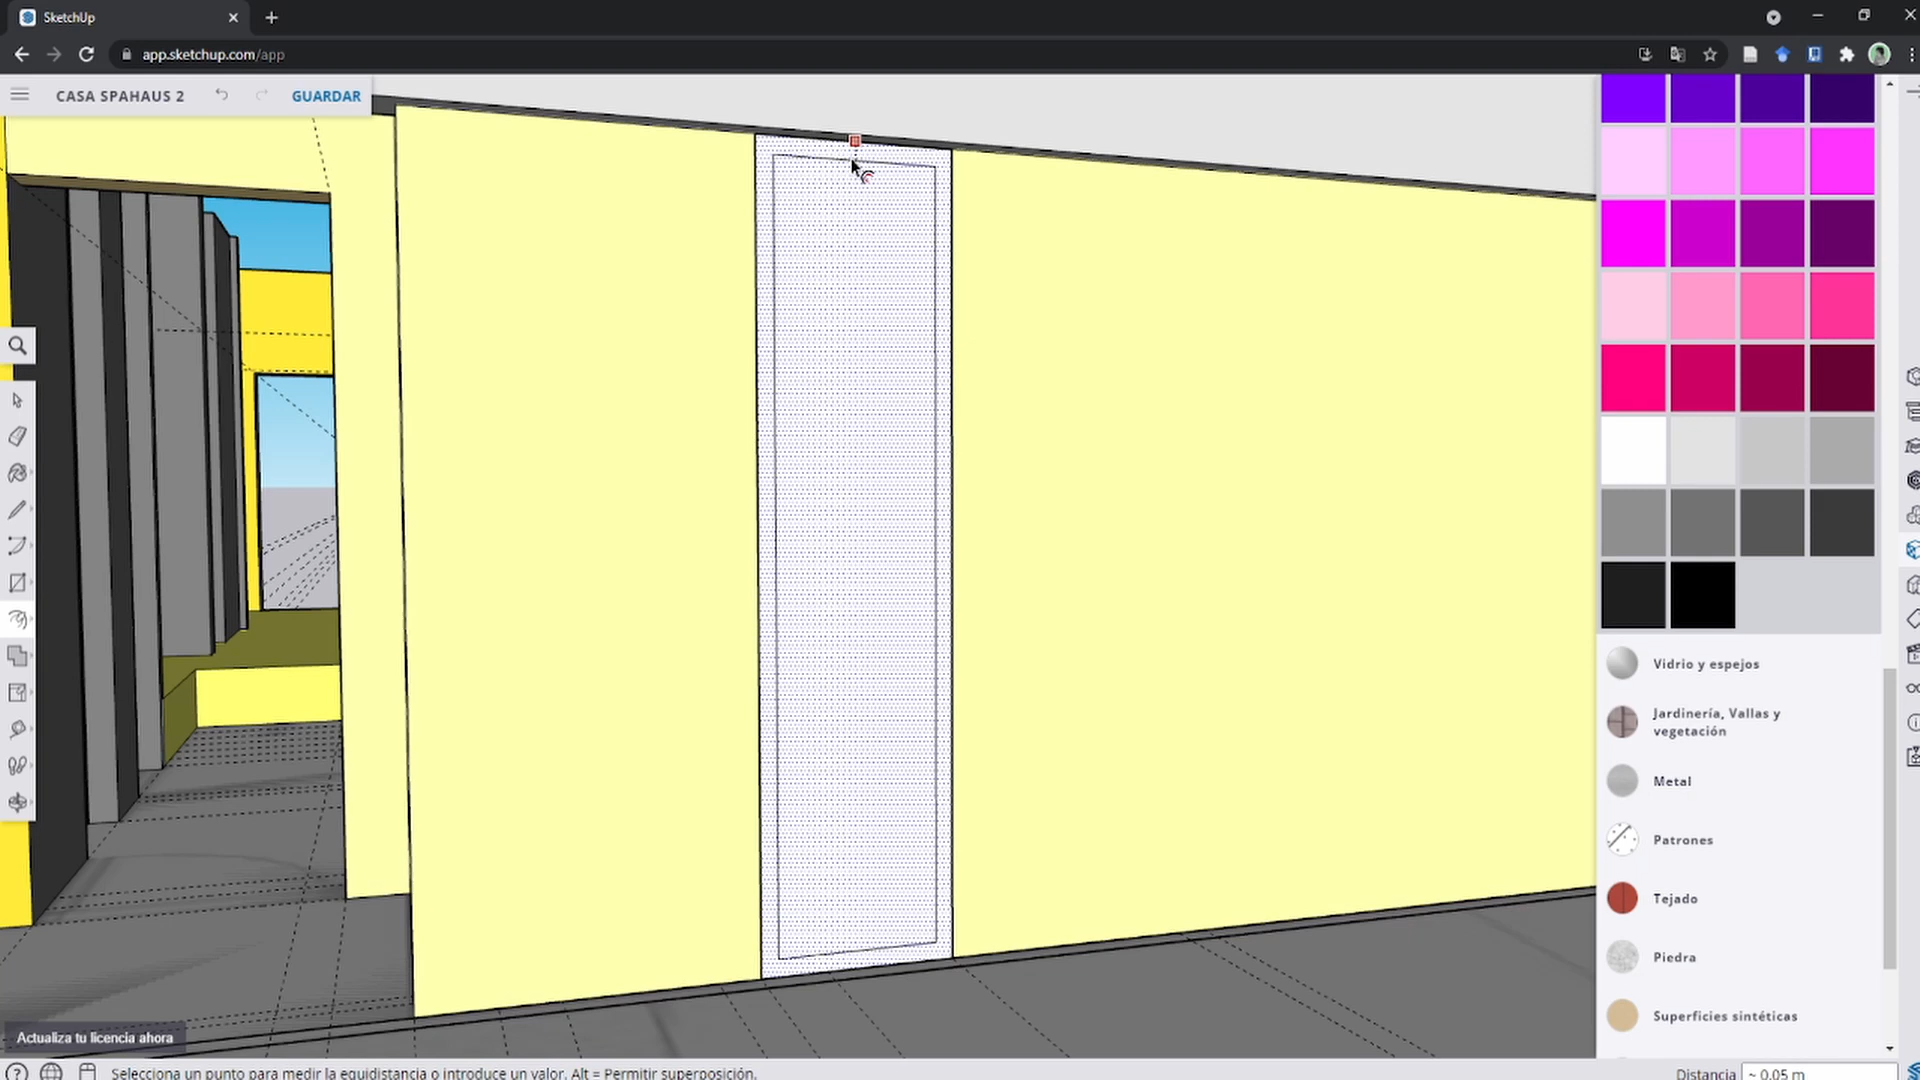 SketchUp
app.sketchup.com/app
CASA SPAHAUS 2
GUARDAR
Vidrio y espejos
Jardinería, Vallas y
vegetación
Metal
Patrones
Tejado
Piedra
Superficies sintéticas
Actualiza tu licencia ahora
Selecciona un punto para medir la equidistancia o introduce un valor. Alt = Permitir superposición.
Distancia
~ 0,05 m